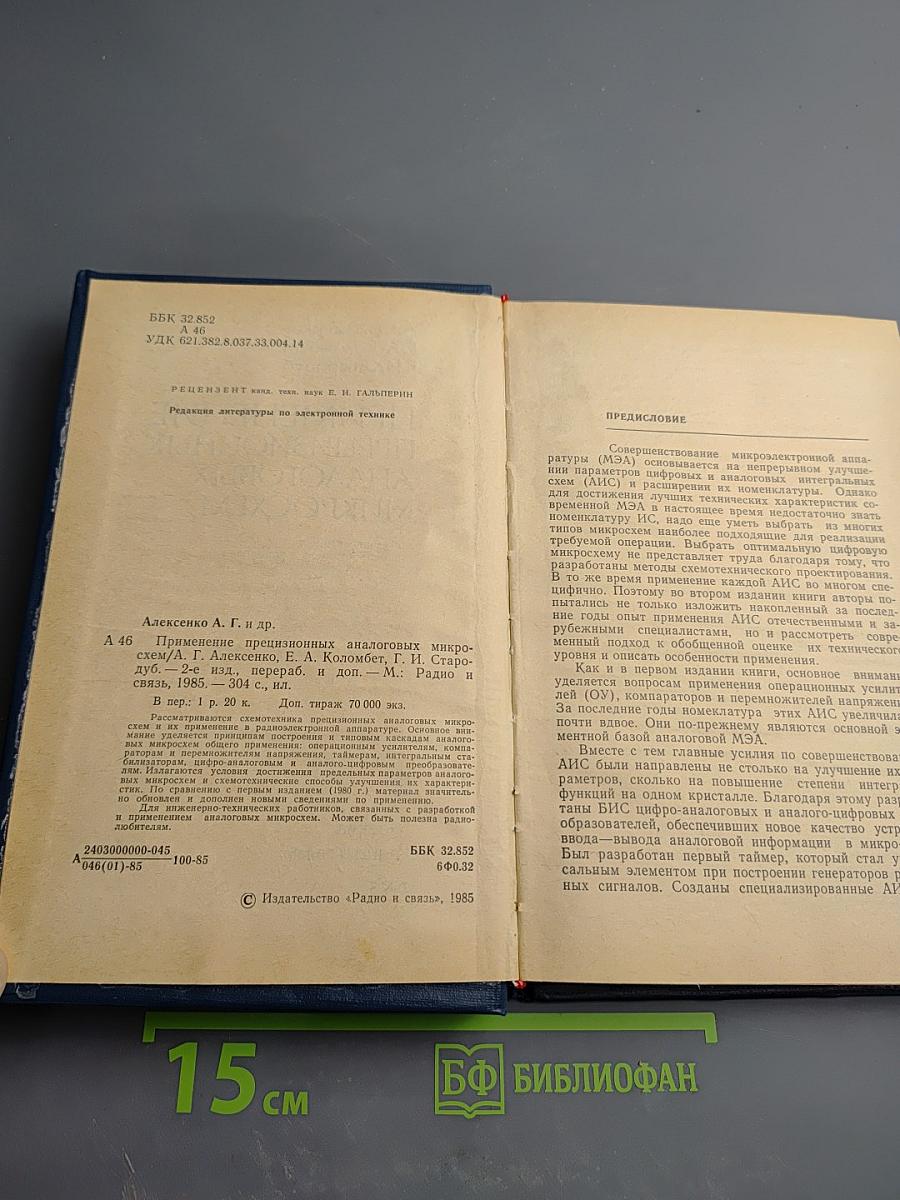 ББК 32.852
А 46
УДК 621.382.8.037.33.004.14
РЕЦЕНЗЕНТ канд. техн. наук Е. Н. ГАЛЬПЕРИН
Редакция литературы по электронной технике
Алексенко А. Г. и др.
А 46 Применение прецизионных аналоговых микро-
схем/А. Г. Алексенко, Е. А. Коломбет, Г. И. Старо-
дуб. — 2-е изд., перераб. и доп. — М.: Радио и
связь, 1985. — 304 с., ил.
В пер.: 1 р. 20 к. Доп. тираж 70 000 экз.
Рассматриваются схемотехника прецизионных аналоговых микро-
схем и их применение в радиоэлектронной аппаратуре. Основное вни-
мание уделяется принципам построения и типовым каскадам аналого-
вых микросхем общего применения: операционным усилителям, компа-
раторам и перемножителям напряжения, таймерам, интегральным ста-
билизаторам, цифро-аналоговым и аналого-цифровым преобразовате-
лям. Излагаются условия достижения предельных параметров аналого-
вых микросхем и схемотехнические способы улучшения их характери-
стик. По сравнению с первым изданием (1980 г.) материал значитель-
но обновлен и дополнен новыми сведениями по применению.
Для инженерно-технических работников, связанных с разработкой
и применением аналоговых микросхем. Может быть полезна радио-
любителям.
А 2403000000-045 100-85
046(01)-85
ББК 32.852
6Ф0.32
© Издательство «Радио и связь», 1985
ПРЕДИСЛОВИЕ
Совершенствование микроэлектронной аппа-
ратуры (МЭА) основывается на непрерывном улучше-
нии параметров цифровых и аналоговых интегральных
схем (АИС) и расширении их номенклатуры. Однако
для достижения лучших технических характеристик со-
временной МЭА в настоящее время недостаточно знать
номенклатуру ИС, надо еще уметь выбрать из многих
типов микросхем наиболее подходящие для реализации
требуемой операции. Выбрать оптимальную цифровую
микросхему не представляет труда благодаря тому, что
разработаны методы схемотехнического проектирования.
В то же время применение каждой АИС во многом спе-
цифично. Поэтому во втором издании книги авторы по-
пытались не только изложить накопленный за послед-
ние годы опыт применения АИС отечественными и за-
рубежными специалистами, но и рассмотреть совре-
менный подход к обобщенной оценке их технического
уровня и описать особенности применения.
Как и в первом издании книги, основное внимани
уделяется вопросам применения операционных усилит
лей (ОУ), компараторов и перемножителей напряжени
За последние годы номеклатура этих АИС увеличила
почти вдвое. Они по-прежнему являются основной э
ментной базой аналоговой МЭА.
Вместе с тем главные усилия по совершенствова
АИС были направлены не столько на улучшение их
раметров, сколько на повышение степени интегр
функций на одном кристалле. Благодаря этому разр
таны БИС цифро-аналоговых и аналого-цифровых
образователей, обеспечивших новое качество устр
ввода—вывода аналоговой информации в микро
Был разработан первый таймер, который стал у
сальным элементом при построении генераторов р
ных сигналов. Созданы специализированные АИ
15 см
БФ БИБЛИОФАН